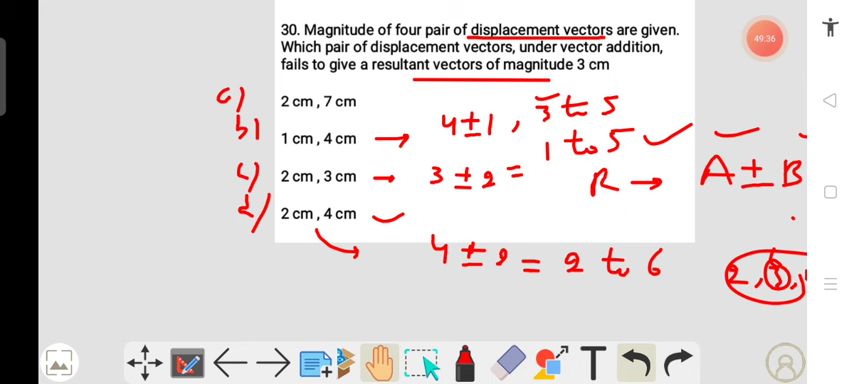 49:36
30. Magnitude of four pair of displacement vectors are given.
Which pair of displacement vectors, under vector addition,
fails to give a resultant vectors of magnitude 3 cm
a) 2 cm , 7 cm
b) 1 cm , 4 cm → 4 ± 1 , 3 to 5
c) 2 cm , 3 cm → 3 ± 2 = 1 to 5
R → A ± B
d) 2 cm , 4 cm
4 ± 2 = 2 to 6
2 , 3 ,
T